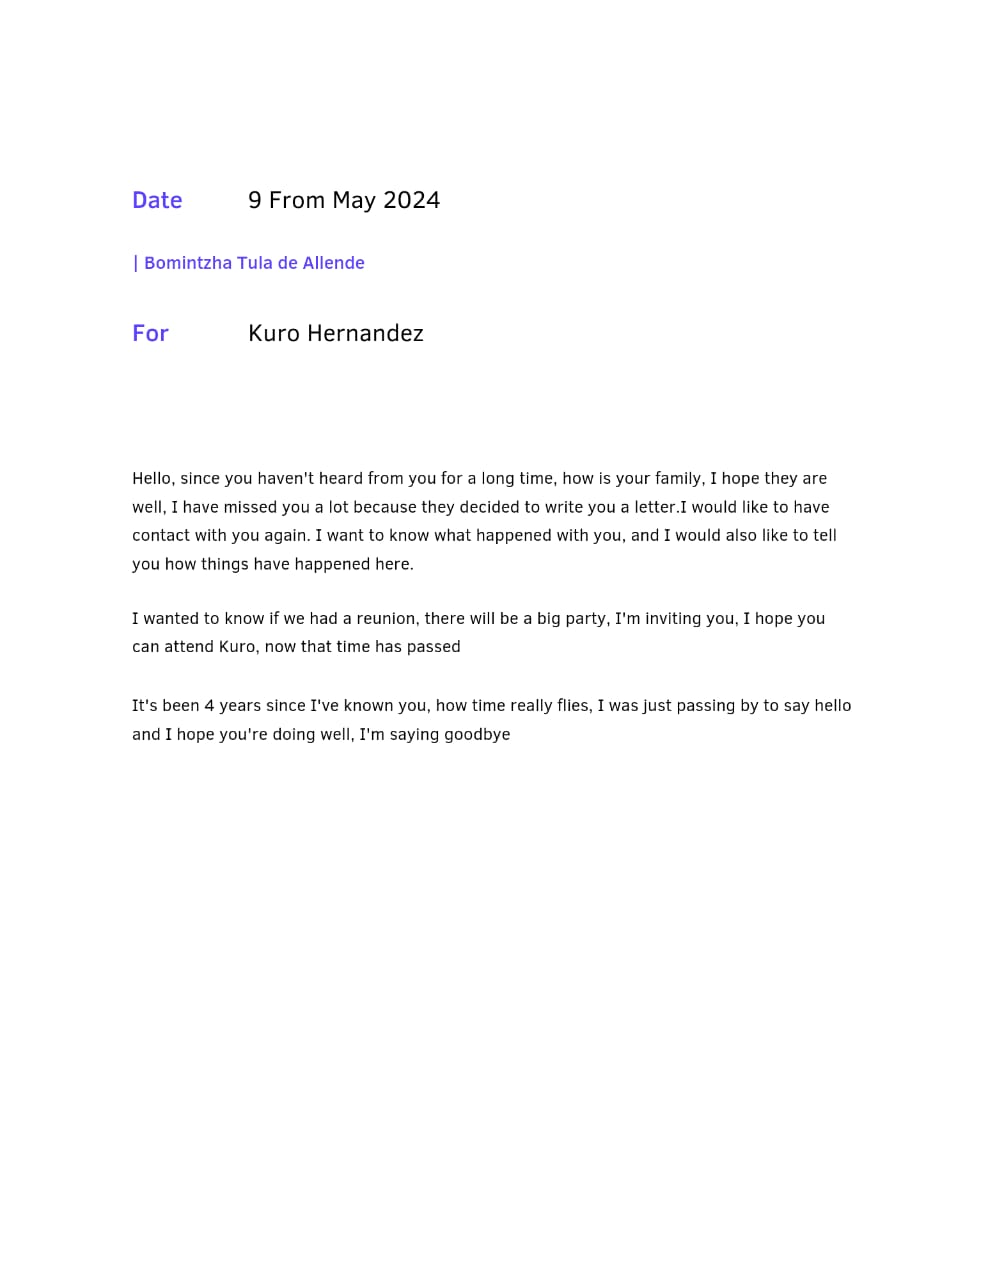 Date 9 From May 2024
| Bomintzha Tula de Allende
For Kuro Hernandez
Hello, since you haven't heard from you for a long time, how is your family, I hope they are
well, I have missed you a lot because they decided to write you a letter.I would like to have
contact with you again. I want to know what happened with you, and I would also like to tell
you how things have happened here.
I wanted to know if we had a reunion, there will be a big party, I'm inviting you, I hope you
can attend Kuro, now that time has passed
It's been 4 years since I've known you, how time really flies, I was just passing by to say hello
and I hope you're doing well, I'm saying goodbye